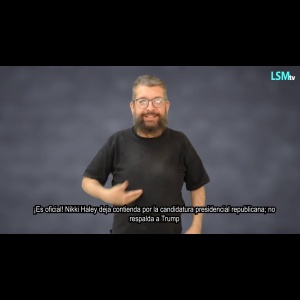 LSMtv
¡Es oficial! Nikki Haley deja contienda por la candidatura presidencial republicana; no
respalda a Trump